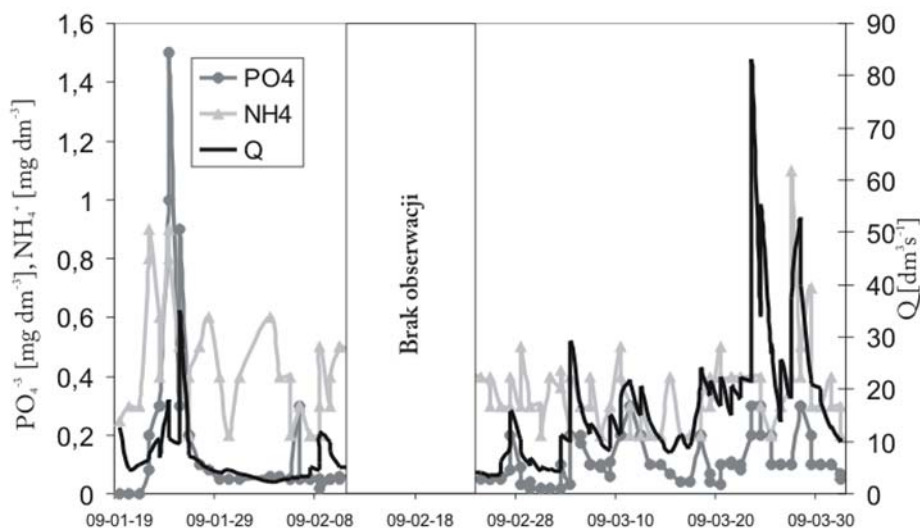 1,6
1,4
1,2
1
0,8
0,6
0,4
0,2
0
PO₄⁻³ [mg dm⁻³], NH₄⁺ [mg dm⁻³]
PO4
NH4
Q
Brak obserwacji
90
80
70
60
50
40
30
20
10
0
Q [dm³s⁻¹]
09-01-19 09-01-29 09-02-08 09-02-18 09-02-28 09-03-10 09-03-20 09-03-30